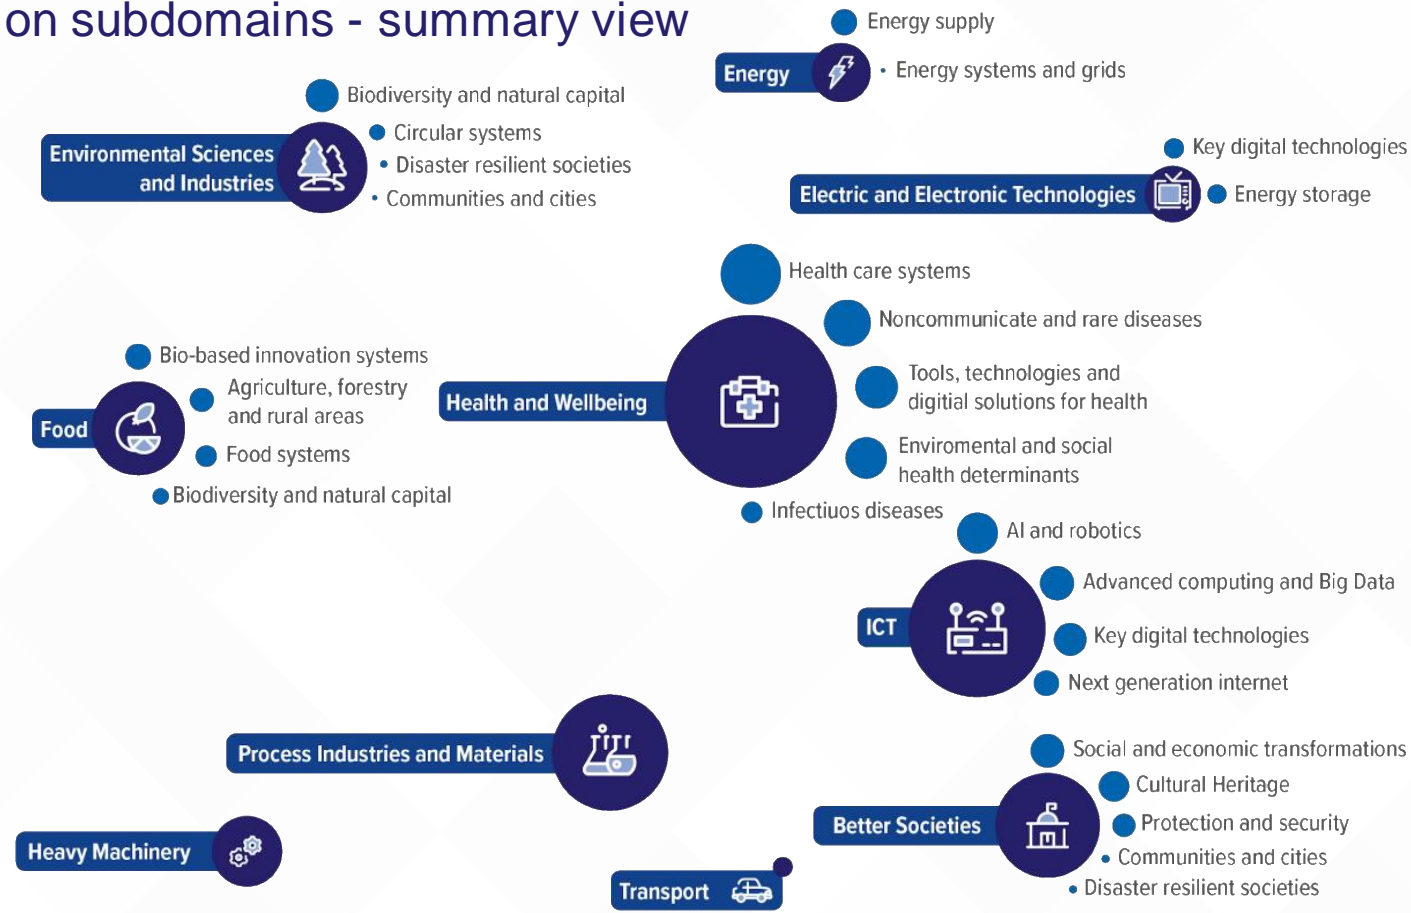 on subdomains - summary view
Energy supply
Energy
Energy systems and grids
Biodiversity and natural capital
Circular systems
Environmental Sciences
and Industries
Disaster resilient societies
Communities and cities
Key digital technologies
Electric and Electronic Technologies
Energy storage
Health care systems
Noncommunicate and rare diseases
Tools, technologies and
digitial solutions for health
Health and Wellbeing
Enviromental and social
health determinants
Infectiuos diseases
Bio-based innovation systems
Agriculture, forestry
and rural areas
Food
Food systems
Biodiversity and natural capital
AI and robotics
Advanced computing and Big Data
ICT
Key digital technologies
Next generation internet
Process Industries and Materials
Social and economic transformations
Cultural Heritage
Better Societies
Protection and security
Communities and cities
Disaster resilient societies
Heavy Machinery
Transport